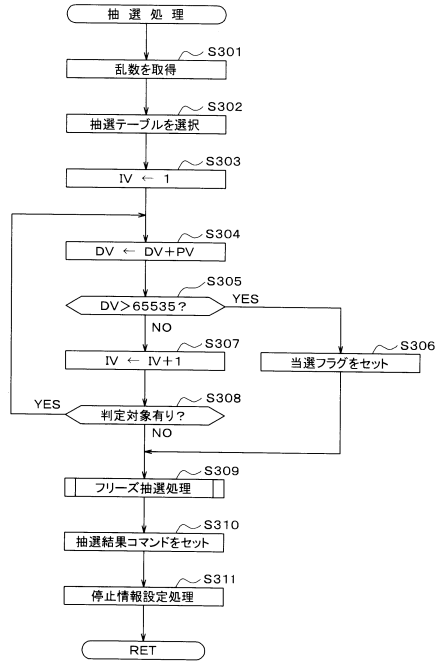 抽選処理
S301
乱数を取得
S302
抽選テーブルを選択
S303
IV ← 1
S304
DV ← DV+PV
S305
DV>65535?
YES
NO
S307
IV ← IV+1
S306
当選フラグをセット
S308
YES
判定対象有り?
NO
S309
フリーズ抽選処理
S310
抽選結果コマンドをセット
S311
停止情報設定処理
RET